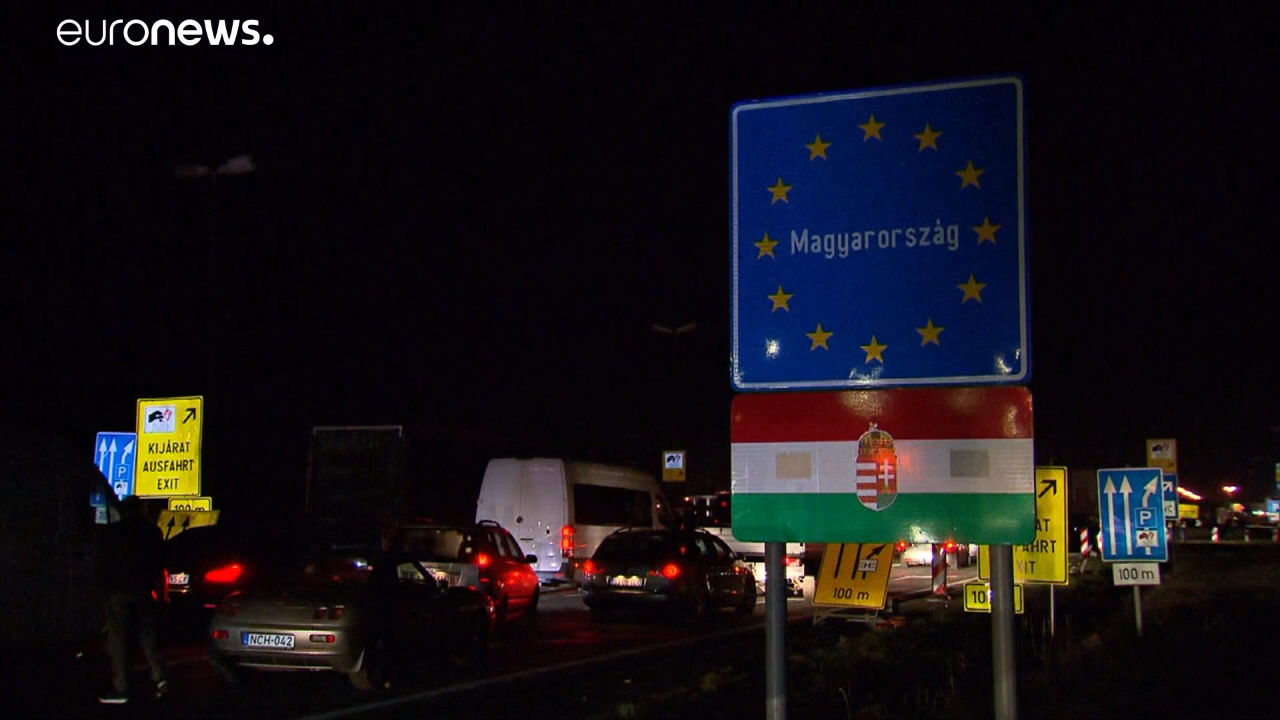 euronews.
Magyarország
KIJÁRAT
AUSFAHRT
EXIT
P
100 m
NCH-042
100 m
P
100 m